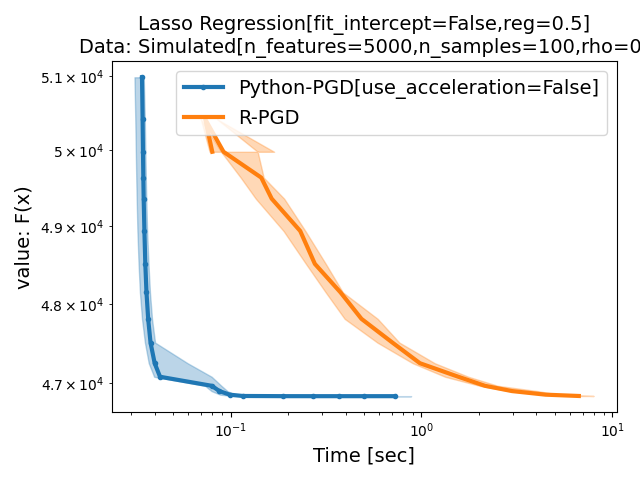 Lasso Regression[fit_intercept=False,reg=0.5]
Data: Simulated[n_features=5000,n_samples=100,rho=0
Python-PGD[use_acceleration=False]
R-PGD
value: F(x)
5.1 × 10⁴
5 × 10⁴
4.9 × 10⁴
4.8 × 10⁴
4.7 × 10⁴
10⁻¹
10⁰
10¹
Time [sec]